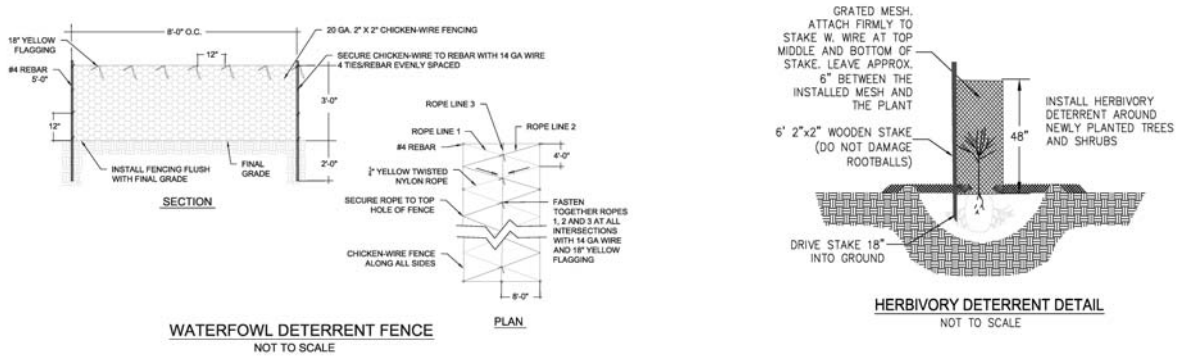 8'-0" O.C.
18" YELLOW
FLAGGING
12"
20 GA. 2" X 2" CHICKEN-WIRE FENCING
#4 REBAR
5'-0"
SECURE CHICKEN-WIRE TO REBAR WITH 14 GA WIRE
4 TIES/REBAR EVENLY SPACED
3'-0"
12"
2'-0"
INSTALL FENCING FLUSH
WITH FINAL GRADE
FINAL
GRADE
SECTION
ROPE LINE 3
ROPE LINE 1
ROPE LINE 2
#4 REBAR
4'-0"
YELLOW TWISTED
NYLON ROPE
SECURE ROPE TO TOP
HOLE OF FENCE
FASTEN
TOGETHER ROPES
1, 2 AND 3 AT ALL
INTERSECTIONS
WITH 14 GA WIRE
AND 18" YELLOW
FLAGGING
CHICKEN-WIRE FENCE
ALONG ALL SIDES
8'-0"
PLAN
WATERFOWL DETERRENT FENCE
NOT TO SCALE
GRATED MESH.
ATTACH FIRMLY TO
STAKE W. WIRE AT TOP
MIDDLE AND BOTTOM OF
STAKE. LEAVE APPROX.
6" BETWEEN THE
INSTALLED MESH AND
THE PLANT
6' 2"x2" WOODEN STAKE
(DO NOT DAMAGE
ROOTBALLS)
48"
INSTALL HERBIVORY
DETERRENT AROUND
NEWLY PLANTED TREES
AND SHRUBS
DRIVE STAKE 18"
INTO GROUND
HERBIVORY DETERRENT DETAIL
NOT TO SCALE